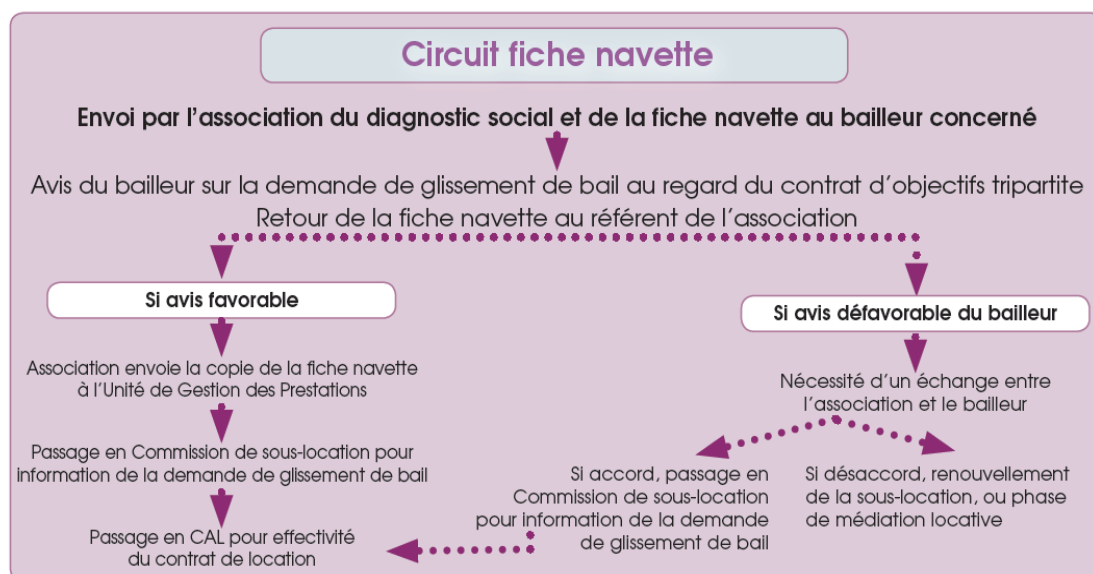 Circuit fiche navette
Envoi par l’association du diagnostic social et de la fiche navette au bailleur concerné
Avis du bailleur sur la demande de glissement de bail au regard du contrat d’objectifs tripartite
Retour de la fiche navette au référent de l’association
Si avis favorable
Association envoie la copie de la fiche navette
à l’Unité de Gestion des Prestations
Passage en Commission de sous-location pour
information de la demande de glissement de bail
Passage en CAL pour effectivité
du contrat de location
Si avis défavorable du bailleur
Nécessité d’un échange entre
l’association et le bailleur
Si accord, passage en
Commission de sous-location
pour information de la demande
de glissement de bail
Si désaccord, renouvellement
de la sous-location, ou phase
de médiation locative